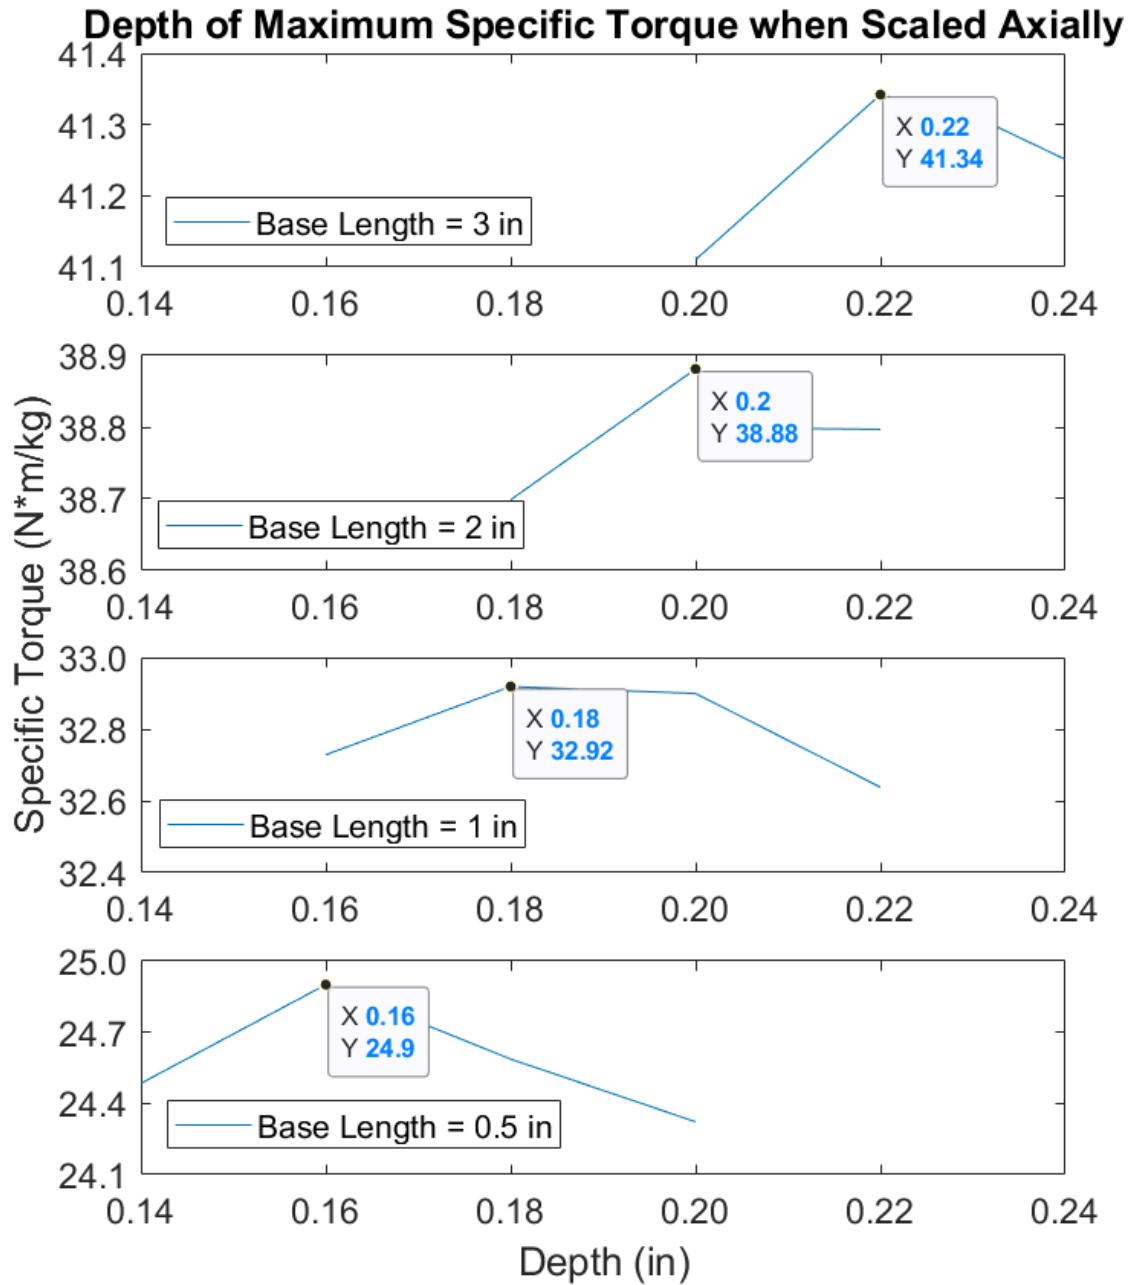 Depth of Maximum Specific Torque when Scaled Axially
41.4
41.3
41.2
41.1
X 0.22
Y 41.34
Base Length = 3 in
0.14 0.16 0.18 0.20 0.22 0.24
38.9
38.8
38.7
38.6
X 0.2
Y 38.88
Base Length = 2 in
0.14 0.16 0.18 0.20 0.22 0.24
Specific Torque (N*m/kg)
33.0
32.8
32.6
32.4
X 0.18
Y 32.92
Base Length = 1 in
0.14 0.16 0.18 0.20 0.22 0.24
25.0
24.7
24.4
24.1
X 0.16
Y 24.9
Base Length = 0.5 in
0.14 0.16 0.18 0.20 0.22 0.24
Depth (in)